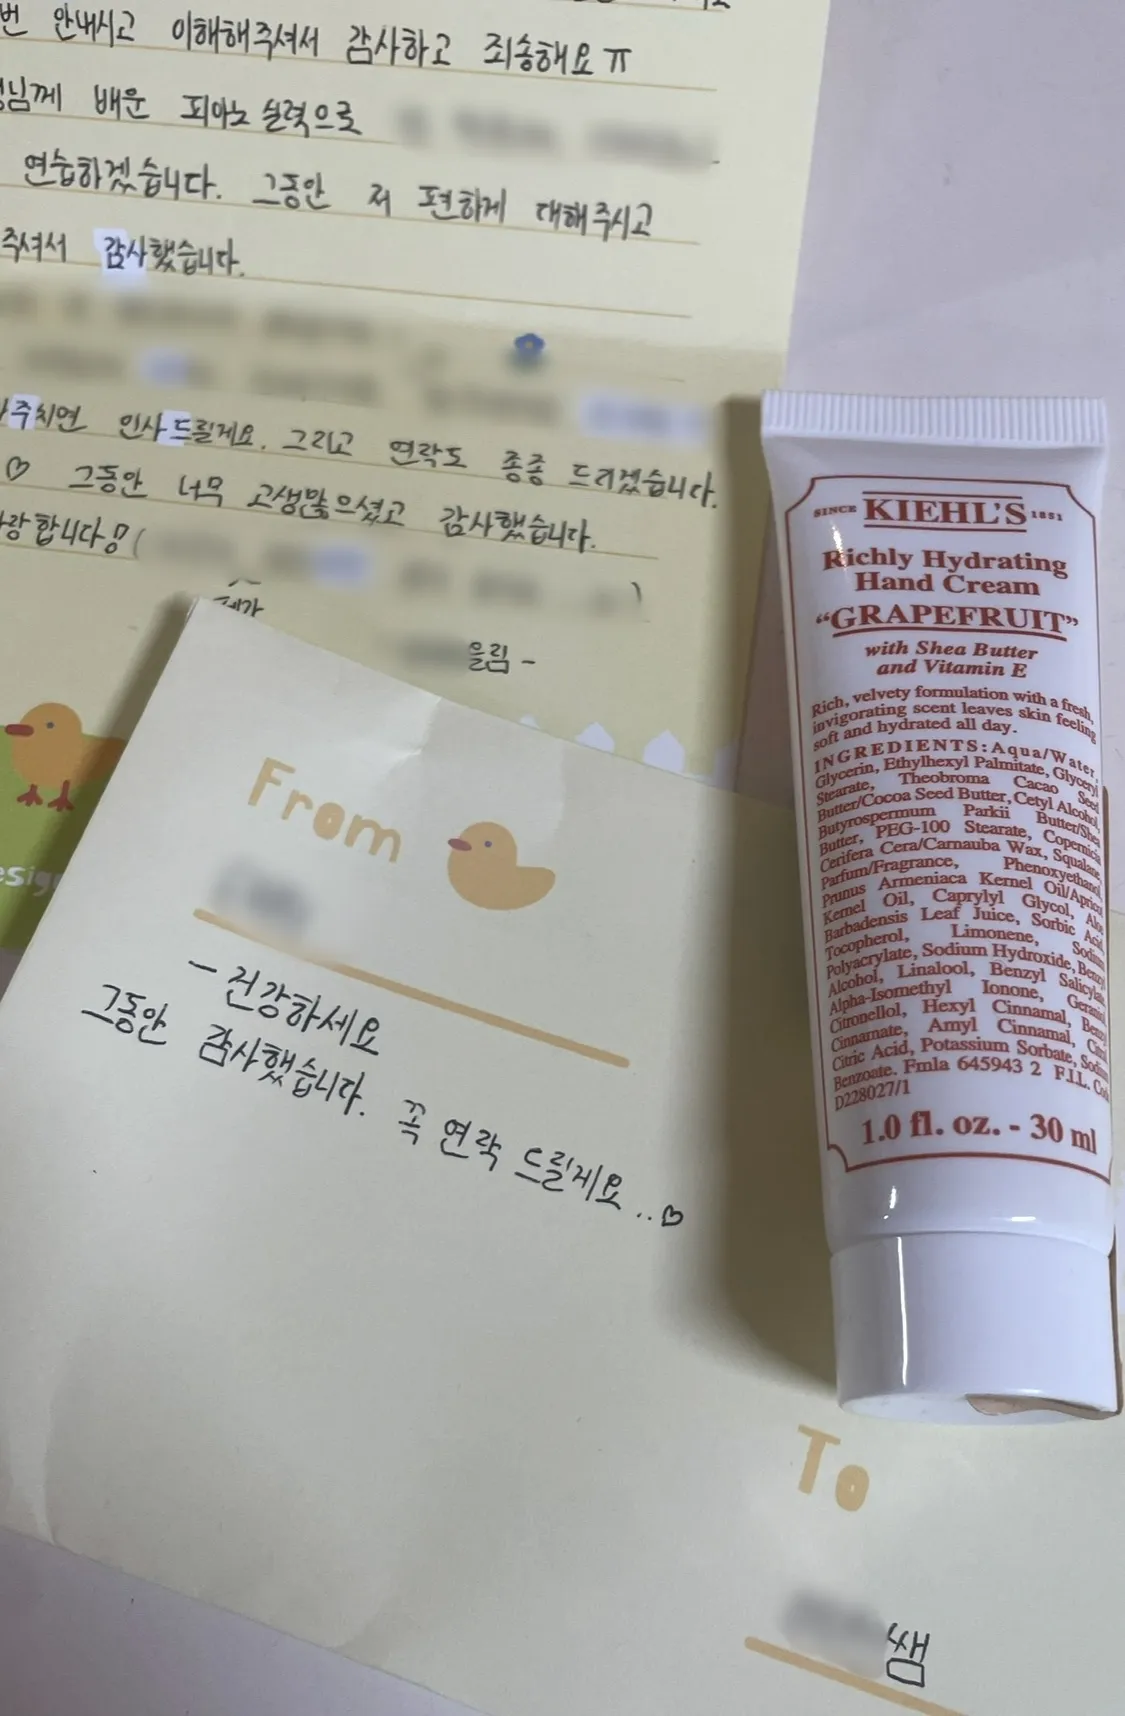 번 안내시고 이해해주셔서 감사하고 죄송해요ㅠ
님께 배운 피아노 실력으로
연습하겠습니다. 그동안 저 편하게 대해주시고
주셔서 감사했습니다.
주치면 인사드릴게요. 그리고 연락도 종종 드리겠습니다.
♡ 그동안 너무 고생많으셨고 감사했습니다.
랑합니다!! (
)
올림 -
From
- 건강하세요
그동안 감사했습니다. 꼭 연락 드릴게요..♡
To
쌤
SINCE KIEHL'S 1851
Richly Hydrating
Hand Cream
"GRAPEFRUIT"
with Shea Butter
and Vitamin E
Rich, velvety formulation with a fresh,
invigorating scent leaves skin feeling
soft and hydrated all day.
INGREDIENTS: Aqua/Water,
Glycerin, Ethylhexyl Palmitate, Glyceryl
Stearate, Theobroma Cacao Seed
Butter/Cocoa Seed Butter, Cetyl Alcohol,
Butyrospermum Parkii Butter/Shea
Butter, PEG-100 Stearate, Copernicia
Cerifera Cera/Carnauba Wax, Squalane,
Parfum/Fragrance, Phenoxyethanol,
Prunus Armeniaca Kernel Oil/Apricot
Kernel Oil, Caprylyl Glycol, Aloe
Barbadensis Leaf Juice, Sorbic Acid,
Tocopherol, Limonene, Sodium
Polyacrylate, Sodium Hydroxide, Benzyl
Alcohol, Linalool, Benzyl Salicylate,
Alpha-Isomethyl Ionone, Geraniol,
Citronellol, Hexyl Cinnamal, Benzyl
Cinnamate, Amyl Cinnamal, Citral,
Citric Acid, Potassium Sorbate, Sodium
Benzoate. Fmla 645943 2 F.I.L. Code
D228027/1
1.0 fl. oz. - 30 ml